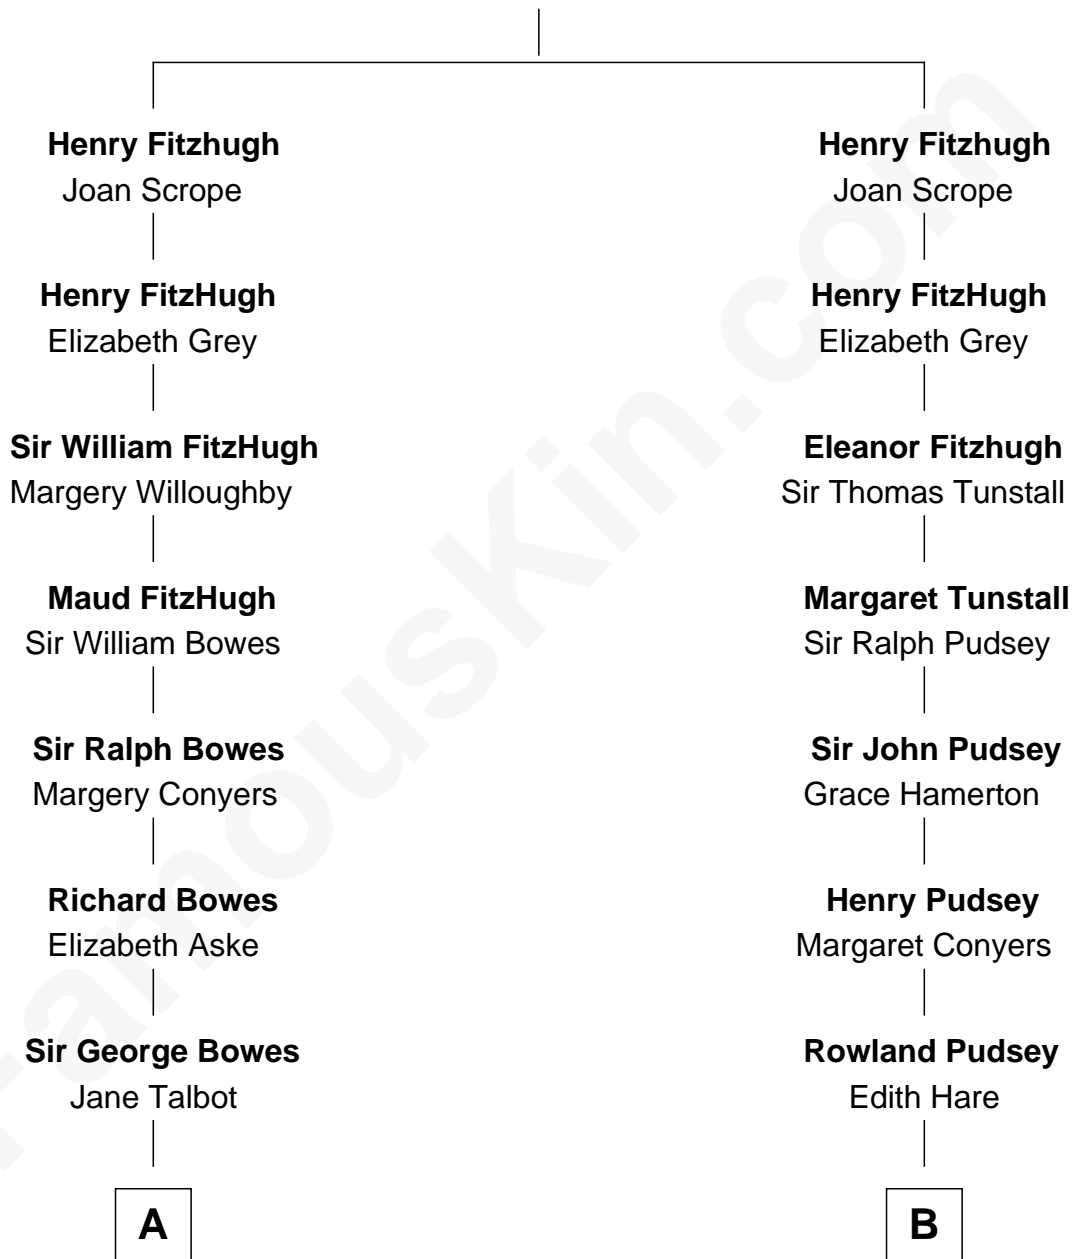 Henry Fitzhugh
Joan Scrope
Henry FitzHugh
Elizabeth Grey
Sir William FitzHugh
Margery Willoughby
Maud FitzHugh
Sir William Bowes
Sir Ralph Bowes
Margery Conyers
Richard Bowes
Elizabeth Aske
Sir George Bowes
Jane Talbot
A
Henry Fitzhugh
Joan Scrope
Henry FitzHugh
Elizabeth Grey
Eleanor Fitzhugh
Sir Thomas Tunstall
Margaret Tunstall
Sir Ralph Pudsey
Sir John Pudsey
Grace Hamerton
Henry Pudsey
Margaret Conyers
Rowland Pudsey
Edith Hare
B
FamousKin.com